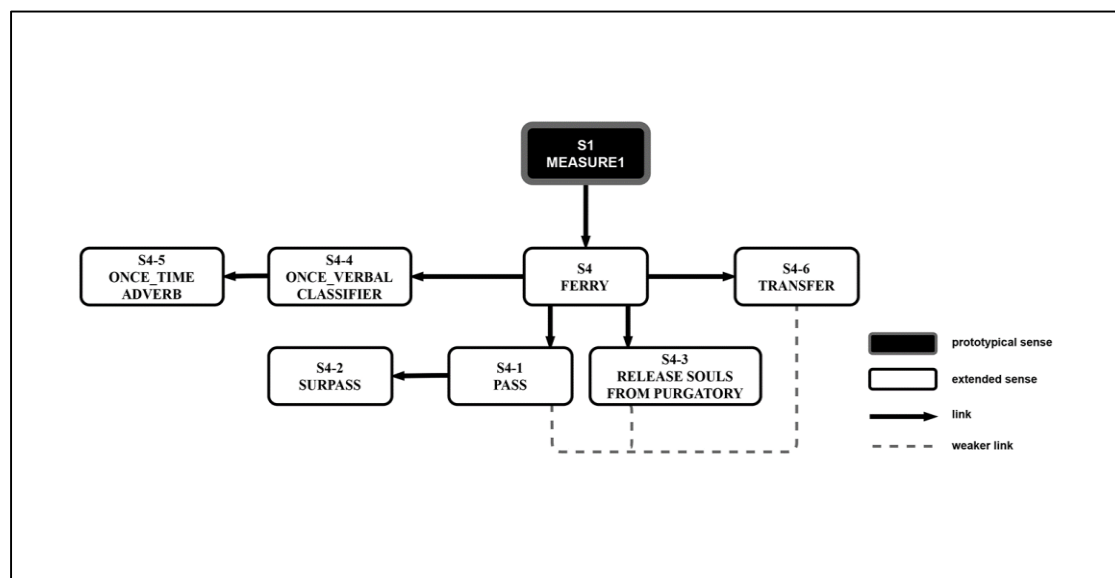 S1
MEASURE1
S4-5
ONCE_TIME
ADVERB
S4-4
ONCE_VERBAL
CLASSIFIER
S4
FERRY
S4-6
TRANSFER
S4-2
SURPASS
S4-1
PASS
S4-3
RELEASE SOULS
FROM PURGATORY
prototypical sense
extended sense
link
weaker link